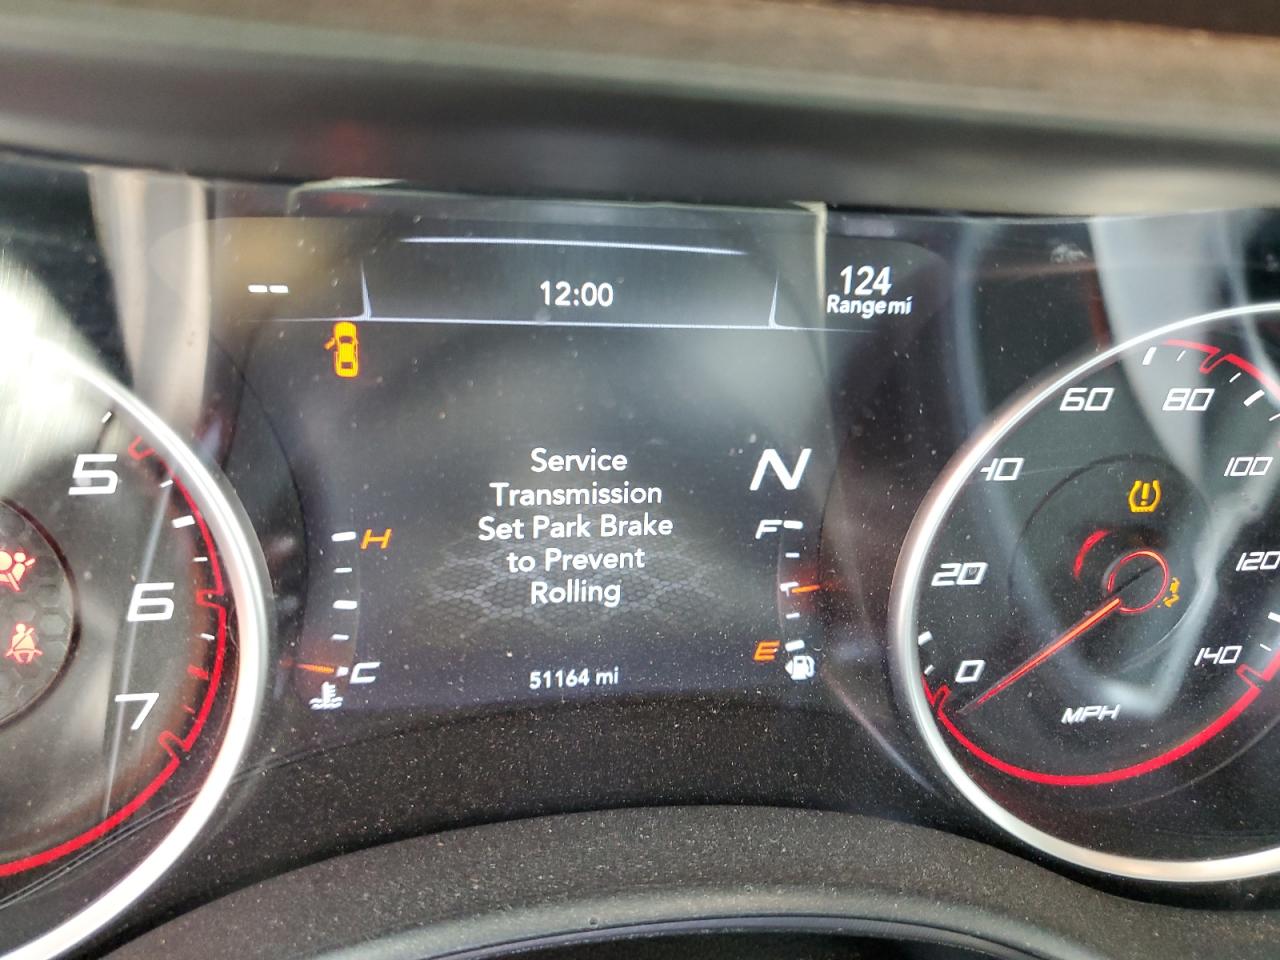 --
12:00
124
Range mi
Service
Transmission
Set Park Brake
to Prevent
Rolling
N
H
C
F
E
51164 mi
5
6
7
0
20
40
60
80
100
120
140
MPH